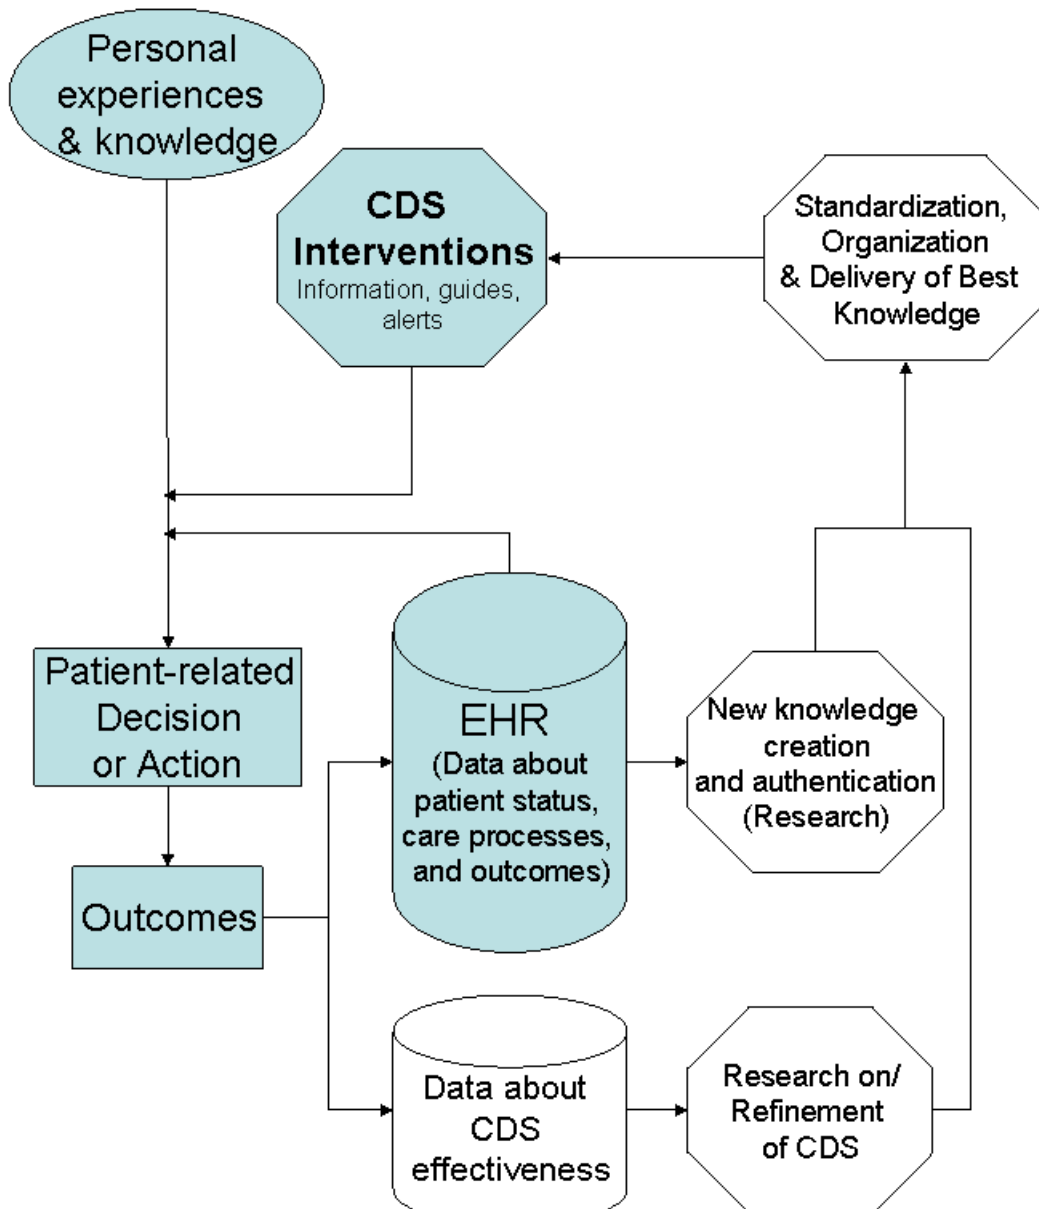 Personal
experiences
& knowledge
CDS
Interventions
Information, guides,
alerts
Standardization,
Organization
& Delivery of Best
Knowledge
Patient-related
Decision
or Action
EHR
(Data about
patient status,
care processes,
and outcomes)
New knowledge
creation
and authentication
(Research)
Outcomes
Data about
CDS
effectiveness
Research on/
Refinement
of CDS